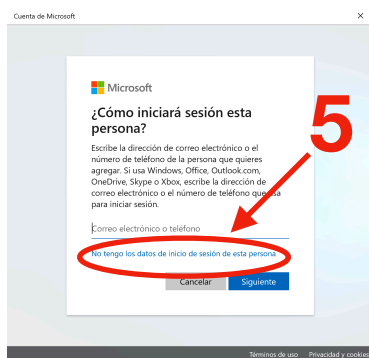 Cuenta de Microsoft
Microsoft
¿Cómo iniciará sesión esta
persona?
Escribe la dirección de correo electrónico o el
número de teléfono de la persona que quieres
agregar. Si usa Windows, Office, Outlook.com,
OneDrive, Skype o Xbox, escribe la dirección de
correo electrónico o el número de teléfono que usa
para iniciar sesión.
5
Correo electrónico o teléfono
No tengo los datos de inicio de sesión de esta persona
Cancelar Siguiente
Términos de uso Privacidad y cookies